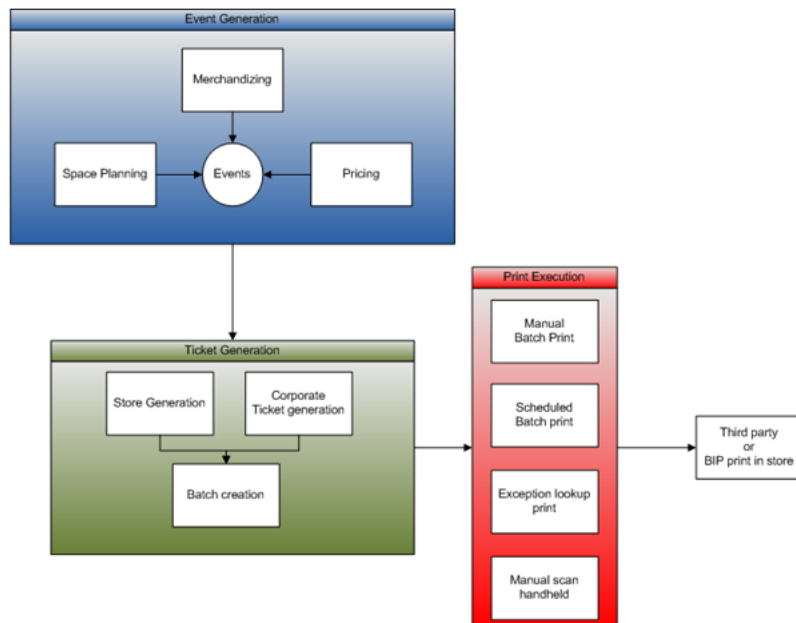 Event Generation
Merchandizing
Space Planning
Events
Pricing
Ticket Generation
Store Generation
Corporate
Ticket generation
Batch creation
Print Execution
Manual
Batch Print
Scheduled
Batch print
Exception lookup
print
Manual scan
handheld
Third party
or
BIP print in store